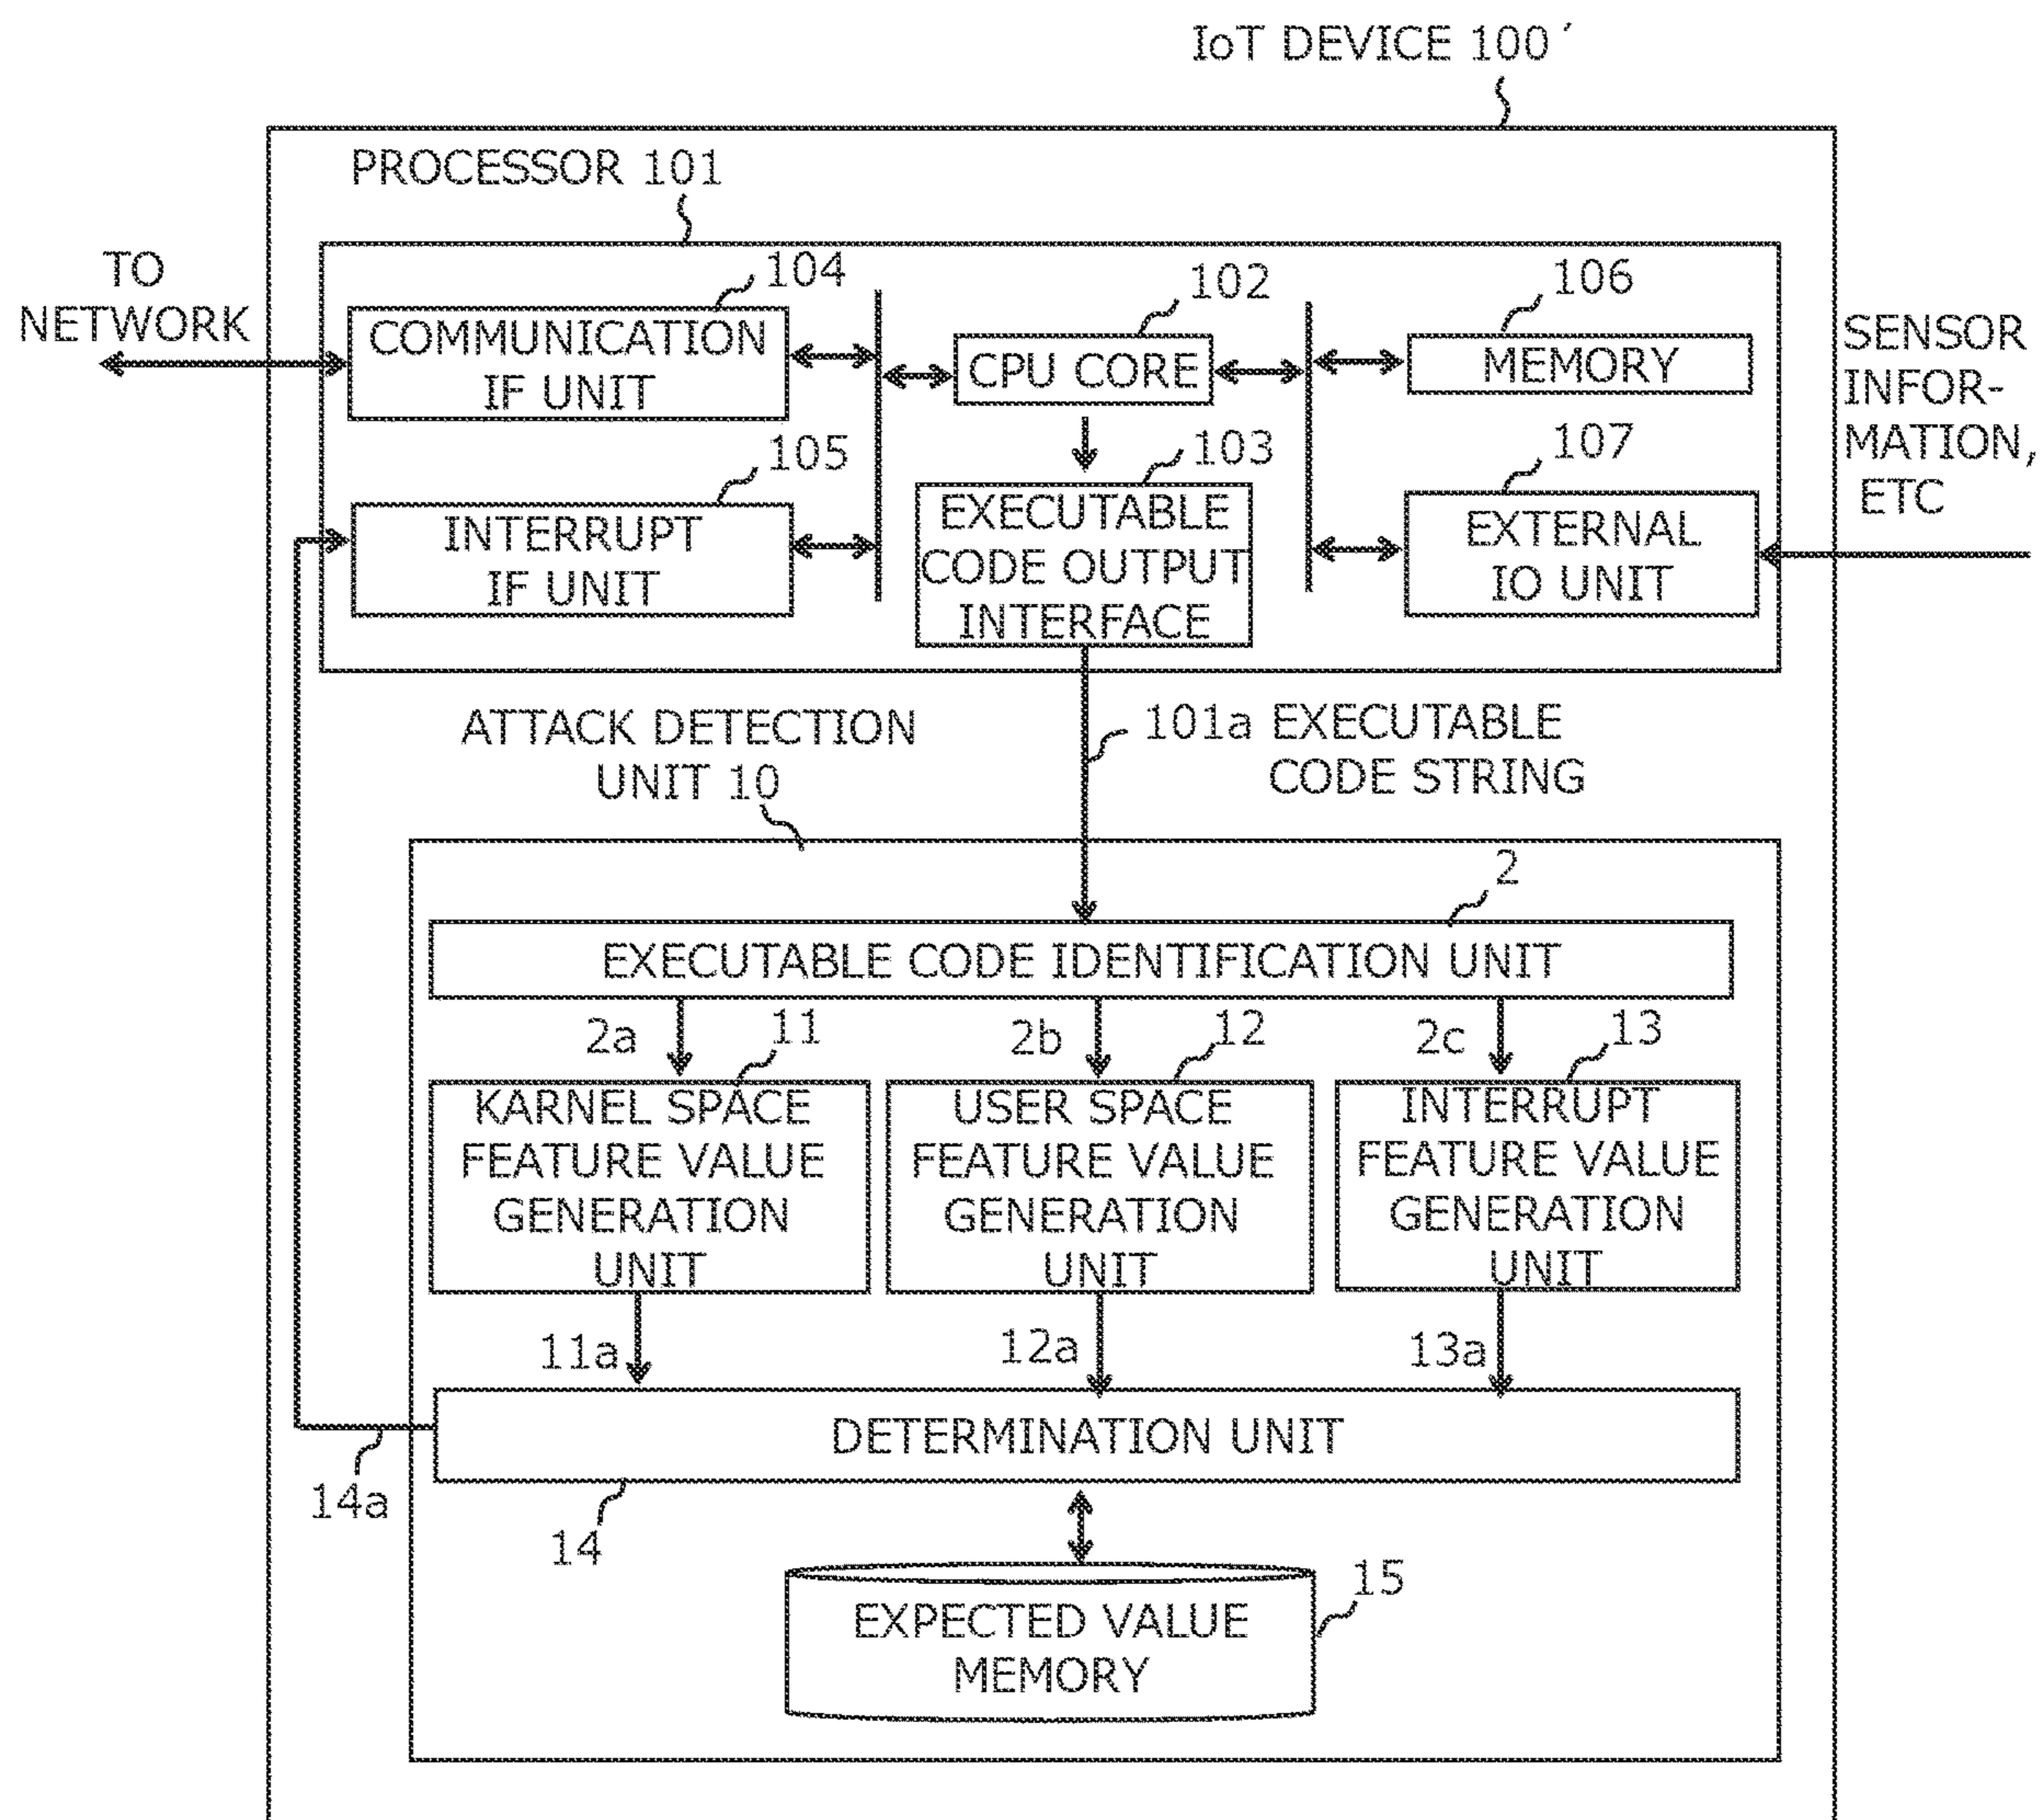 IoT DEVICE 100´
PROCESSOR 101
TO
NETWORK
104
COMMUNICATION
IF UNIT
105
INTERRUPT
IF UNIT
102
CPU CORE
103
EXECUTABLE
CODE OUTPUT
INTERFACE
106
MEMORY
107
EXTERNAL
IO UNIT
SENSOR
INFOR-
MATION,
ETC
ATTACK DETECTION
UNIT 10
101a EXECUTABLE
CODE STRING
2
EXECUTABLE CODE IDENTIFICATION UNIT
2a
11
2b
12
2c
13
KARNEL SPACE
FEATURE VALUE
GENERATION
UNIT
USER SPACE
FEATURE VALUE
GENERATION
UNIT
INTERRUPT
FEATURE VALUE
GENERATION
UNIT
11a
12a
13a
DETERMINATION UNIT
14a
14
15
EXPECTED VALUE
MEMORY